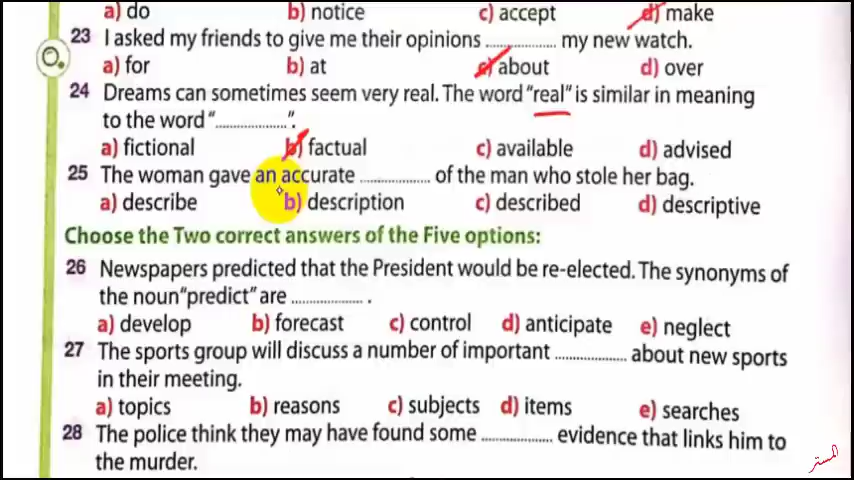 a) do b) notice c) accept d) make
23 I asked my friends to give me their opinions ................ my new watch.
a) for b) at c) about d) over
24 Dreams can sometimes seem very real. The word "real" is similar in meaning
to the word "................".
a) fictional b) factual c) available d) advised
25 The woman gave an accurate ................ of the man who stole her bag.
a) describe b) description c) described d) descriptive
Choose the Two correct answers of the Five options:
26 Newspapers predicted that the President would be re-elected. The synonyms of
the noun"predict" are ................ .
a) develop b) forecast c) control d) anticipate e) neglect
27 The sports group will discuss a number of important ................ about new sports
in their meeting.
a) topics b) reasons c) subjects d) items e) searches
28 The police think they may have found some ................ evidence that links him to
the murder.
المستر